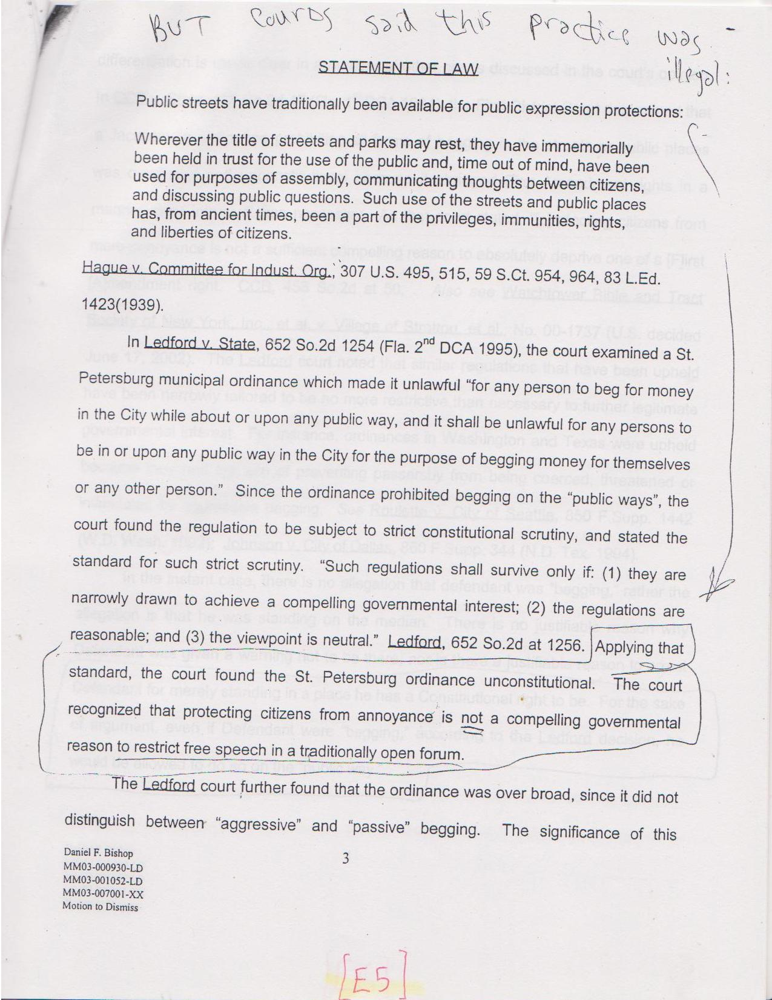 BUT courts said this practice was
illegal:
STATEMENT OF LAW
Public streets have traditionally been available for public expression protections:
Wherever the title of streets and parks may rest, they have immemorially
been held in trust for the use of the public and, time out of mind, have been
used for purposes of assembly, communicating thoughts between citizens,
and discussing public questions. Such use of the streets and public places
has, from ancient times, been a part of the privileges, immunities, rights,
and liberties of citizens.
Hague v. Committee for Indust. Org., 307 U.S. 495, 515, 59 S.Ct. 954, 964, 83 L.Ed.
1423(1939).
In Ledford v. State, 652 So.2d 1254 (Fla. 2nd DCA 1995), the court examined a St.
Petersburg municipal ordinance which made it unlawful "for any person to beg for money
in the City while about or upon any public way, and it shall be unlawful for any persons to
be in or upon any public way in the City for the purpose of begging money for themselves
or any other person." Since the ordinance prohibited begging on the "public ways", the
court found the regulation to be subject to strict constitutional scrutiny, and stated the
standard for such strict scrutiny. "Such regulations shall survive only if: (1) they are
narrowly drawn to achieve a compelling governmental interest; (2) the regulations are
reasonable; and (3) the viewpoint is neutral." Ledford, 652 So.2d at 1256. Applying that
standard, the court found the St. Petersburg ordinance unconstitutional. The court
recognized that protecting citizens from annoyance is not a compelling governmental
reason to restrict free speech in a traditionally open forum.
The Ledford court further found that the ordinance was over broad, since it did not
distinguish between "aggressive" and "passive" begging. The significance of this
Daniel F. Bishop
MM03-000930-LD
MM03-001052-LD
MM03-007001-XX
Motion to Dismiss
3
[E5]